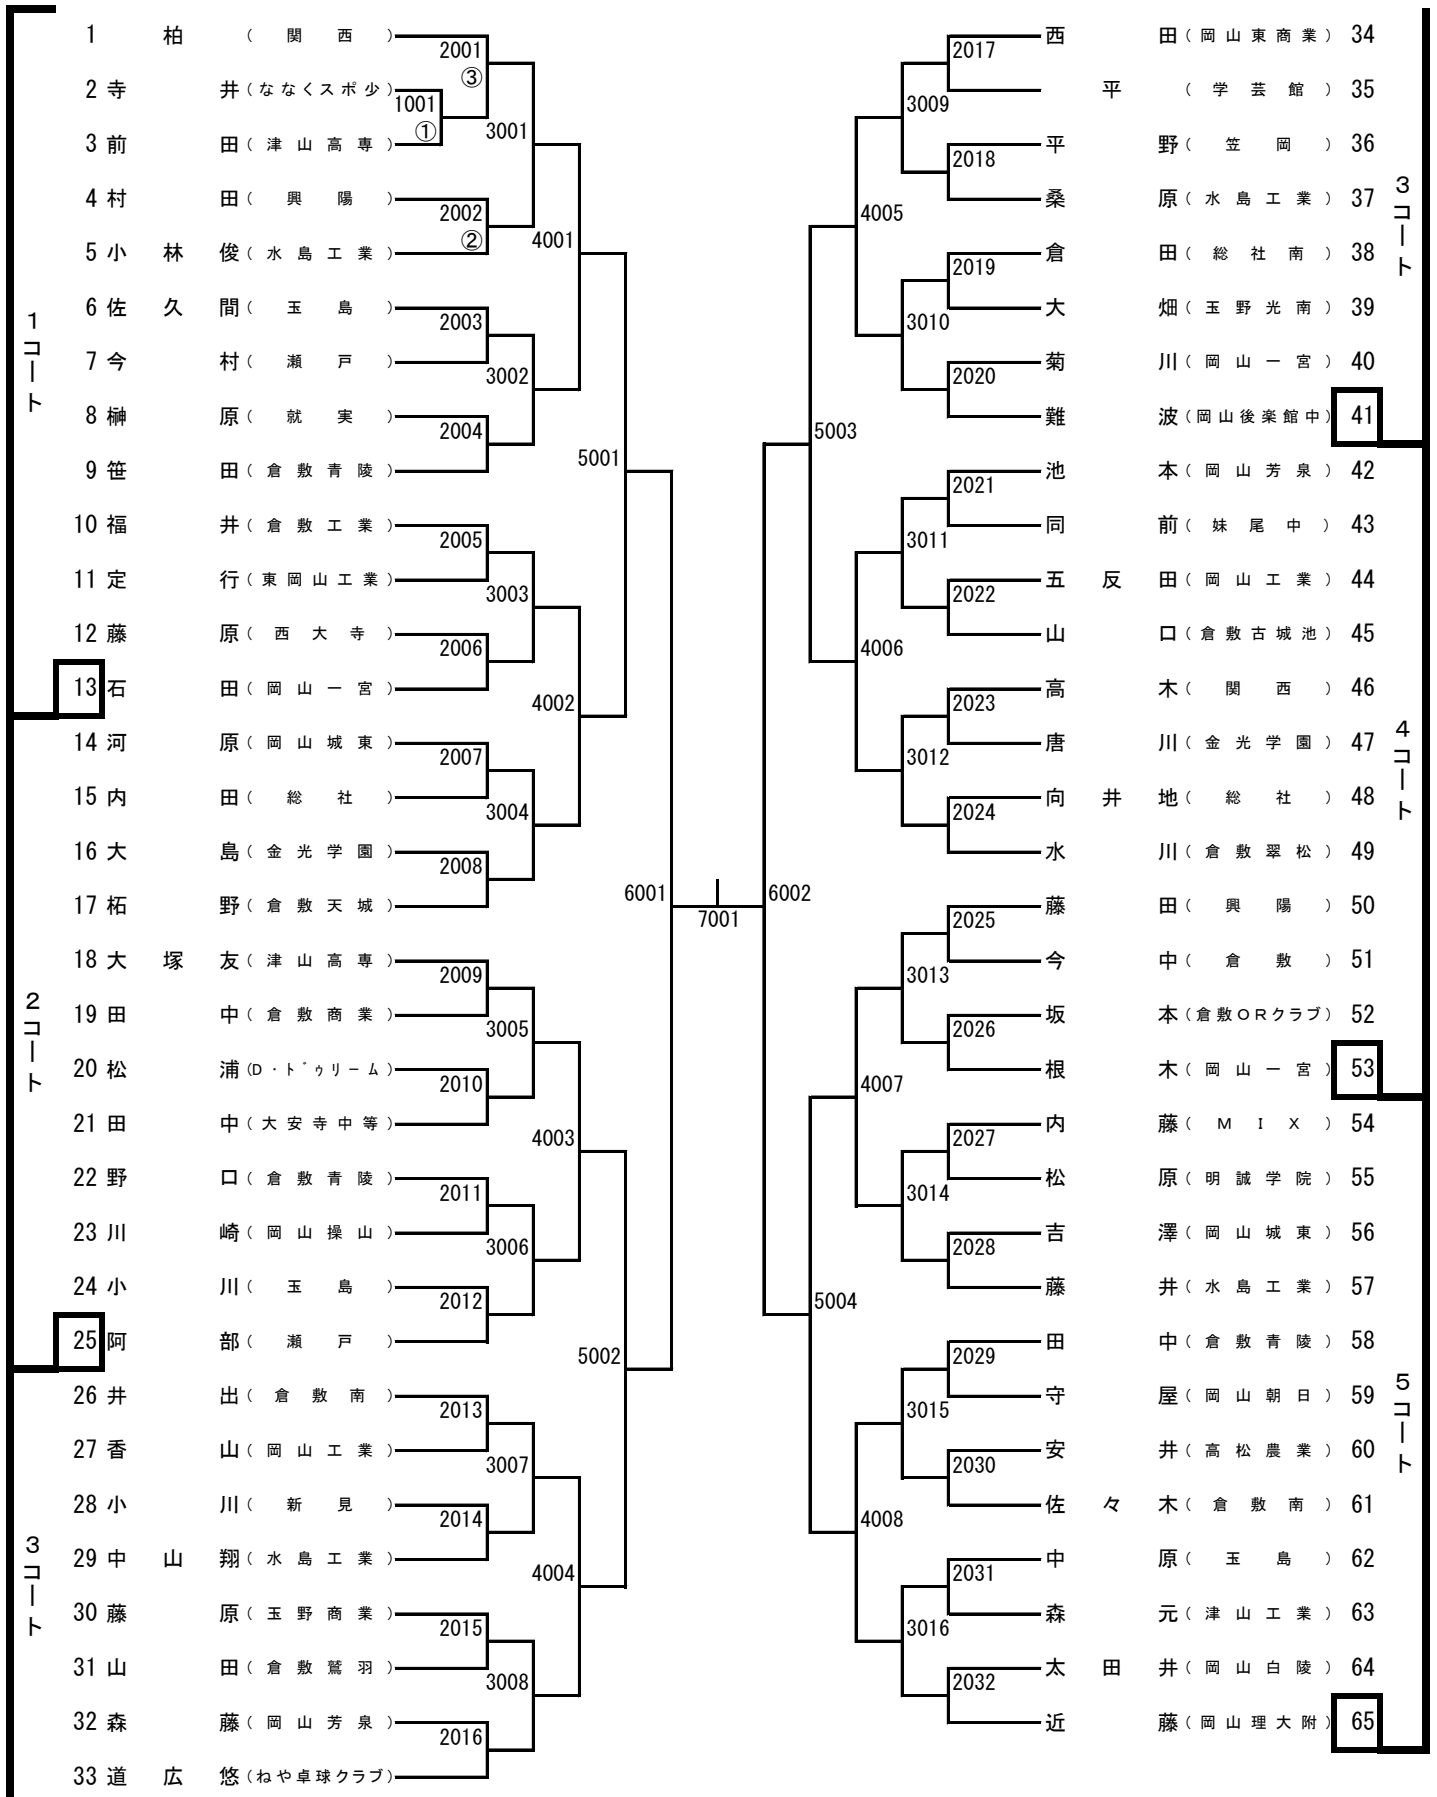 1 柏 (関西)
2 寺井 (ななくスポ少)
3 前田 (津山高専)
4 村田 (興陽)
5 小林俊 (水島工業)
6 佐久間 (玉島)
7 今村 (瀬戸)
8 榊原 (就実)
9 笹田 (倉敷青陵)
10 福井 (倉敷工業)
11 定行 (東岡山工業)
12 藤原 (西大寺)
13 石田 (岡山一宮)
14 河原 (岡山城東)
15 内田 (総社)
16 大島 (金光学園)
17 柘野 (倉敷天城)
18 大塚友 (津山高専)
19 田中 (倉敷商業)
20 松浦 (D・ドゥリーム)
21 田中 (大安寺中等)
22 野口 (倉敷青陵)
23 川崎 (岡山操山)
24 小川 (玉島)
25 阿部 (瀬戸)
26 井出 (倉敷南)
27 香山 (岡山工業)
28 小川 (新見)
29 中山翔 (水島工業)
30 藤原 (玉野商業)
31 山田 (倉敷鷲羽)
32 森藤 (岡山芳泉)
33 道広悠 (ねや卓球クラブ)
1コート
2コート
3コート
1001
①
2001
③
2002
②
2003
2004
2005
2006
2007
2008
2009
2010
2011
2012
2013
2014
2015
2016
3001
3002
3003
3004
3005
3006
3007
3008
4001
4002
4003
4004
5001
5002
6001
7001
6002
5003
5004
4005
4006
4007
4008
3009
3010
3011
3012
3013
3014
3015
3016
2017
2018
2019
2020
2021
2022
2023
2024
2025
2026
2027
2028
2029
2030
2031
2032
西田 (岡山東商業) 34
平 (学芸館) 35
平野 (笠岡) 36
桑原 (水島工業) 37
倉田 (総社南) 38
大畑 (玉野光南) 39
菊川 (岡山一宮) 40
難波 (岡山後楽館中) 41
池本 (岡山芳泉) 42
同前 (妹尾中) 43
五反田 (岡山工業) 44
山口 (倉敷古城池) 45
高木 (関西) 46
唐川 (金光学園) 47
向井地 (総社) 48
水川 (倉敷翠松) 49
藤田 (興陽) 50
今中 (倉敷) 51
坂本 (倉敷ORクラブ) 52
根木 (岡山一宮) 53
内藤 (MIX) 54
松原 (明誠学院) 55
吉澤 (岡山城東) 56
藤井 (水島工業) 57
田中 (倉敷青陵) 58
守屋 (岡山朝日) 59
安井 (高松農業) 60
佐々木 (倉敷南) 61
中原 (玉島) 62
森元 (津山工業) 63
太田井 (岡山白陵) 64
近藤 (岡山理大附) 65
3コート
4コート
5コート